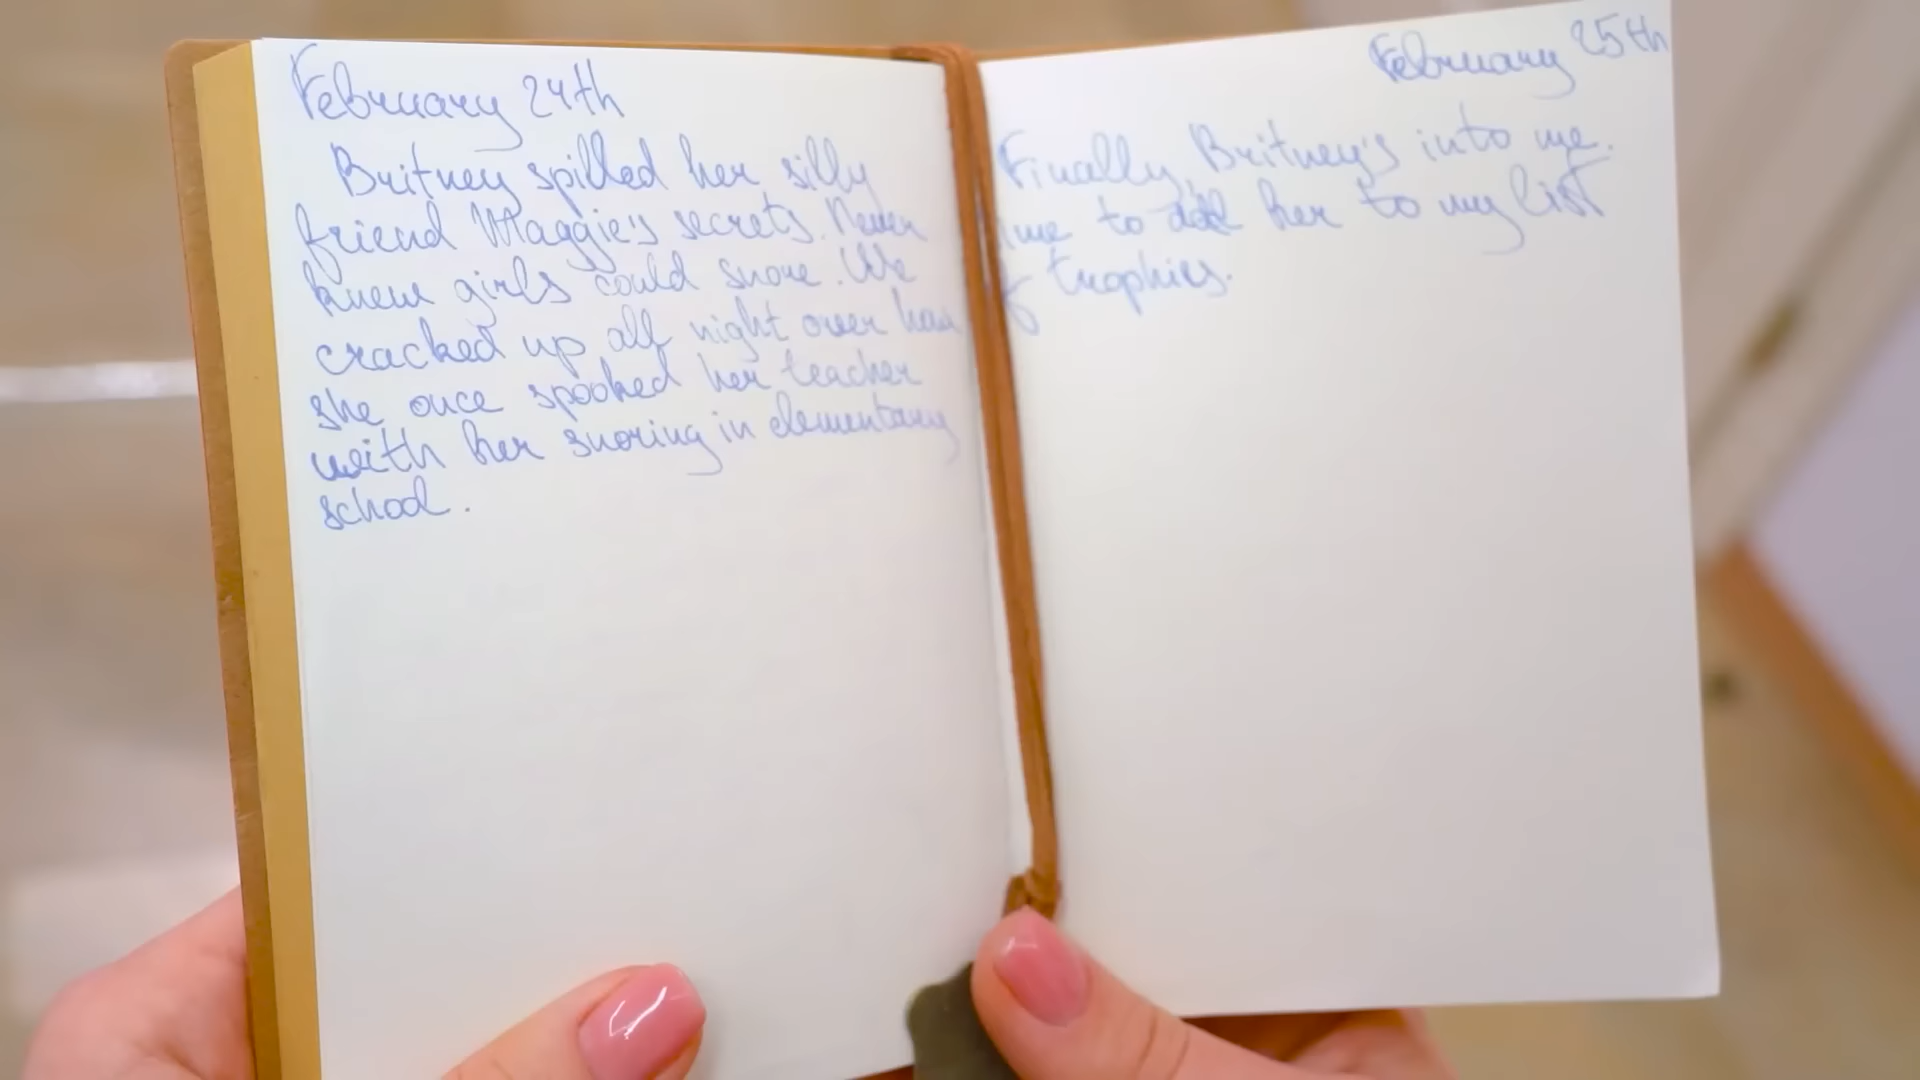 February 24th
Britney spilled her silly
friend Maggie's secrets. Never
knew girls could snore. We
cracked up all night over how
she once spooked her teacher
with her snoring in elementary
school.
February 25th
Finally, Britney's into me.
ime to add her to my list
f trophies.